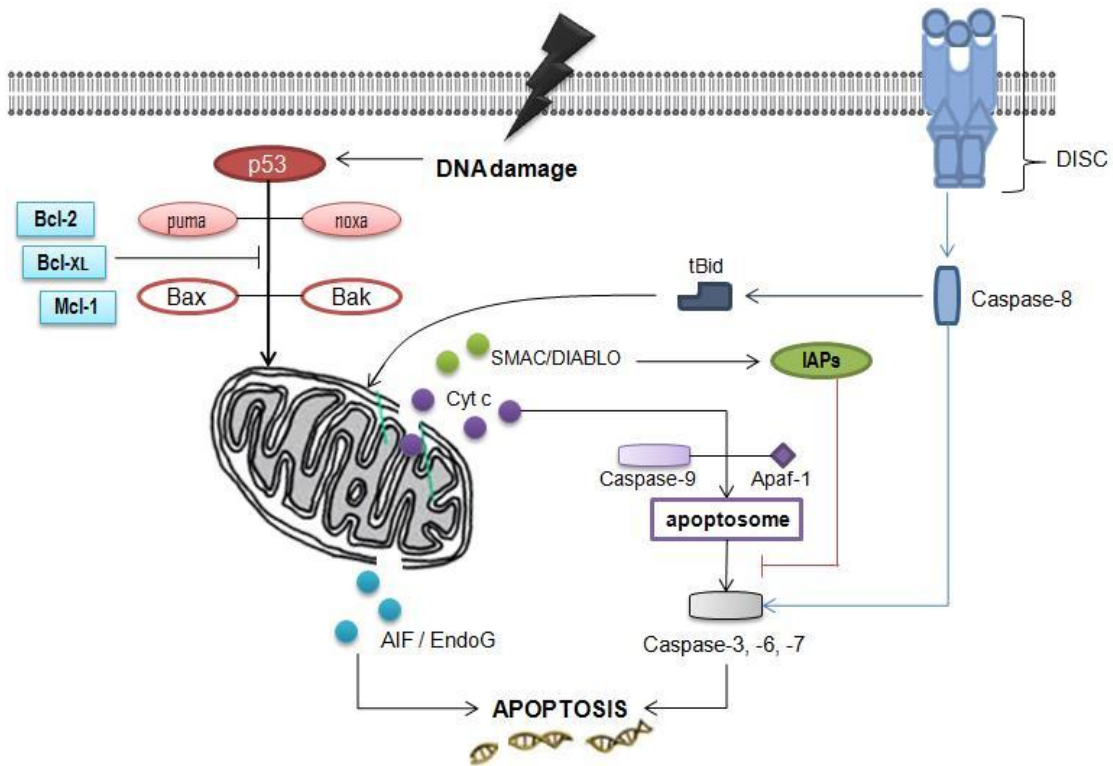 p53
DNA damage
DISC
Bcl-2
puma
noxa
Bcl-XL
tBid
Mcl-1
Bax
Bak
Caspase-8
SMAC/DIABLO
IAPs
Cyt c
Caspase-9
Apaf-1
apoptosome
AIF / EndoG
Caspase-3, -6, -7
APOPTOSIS